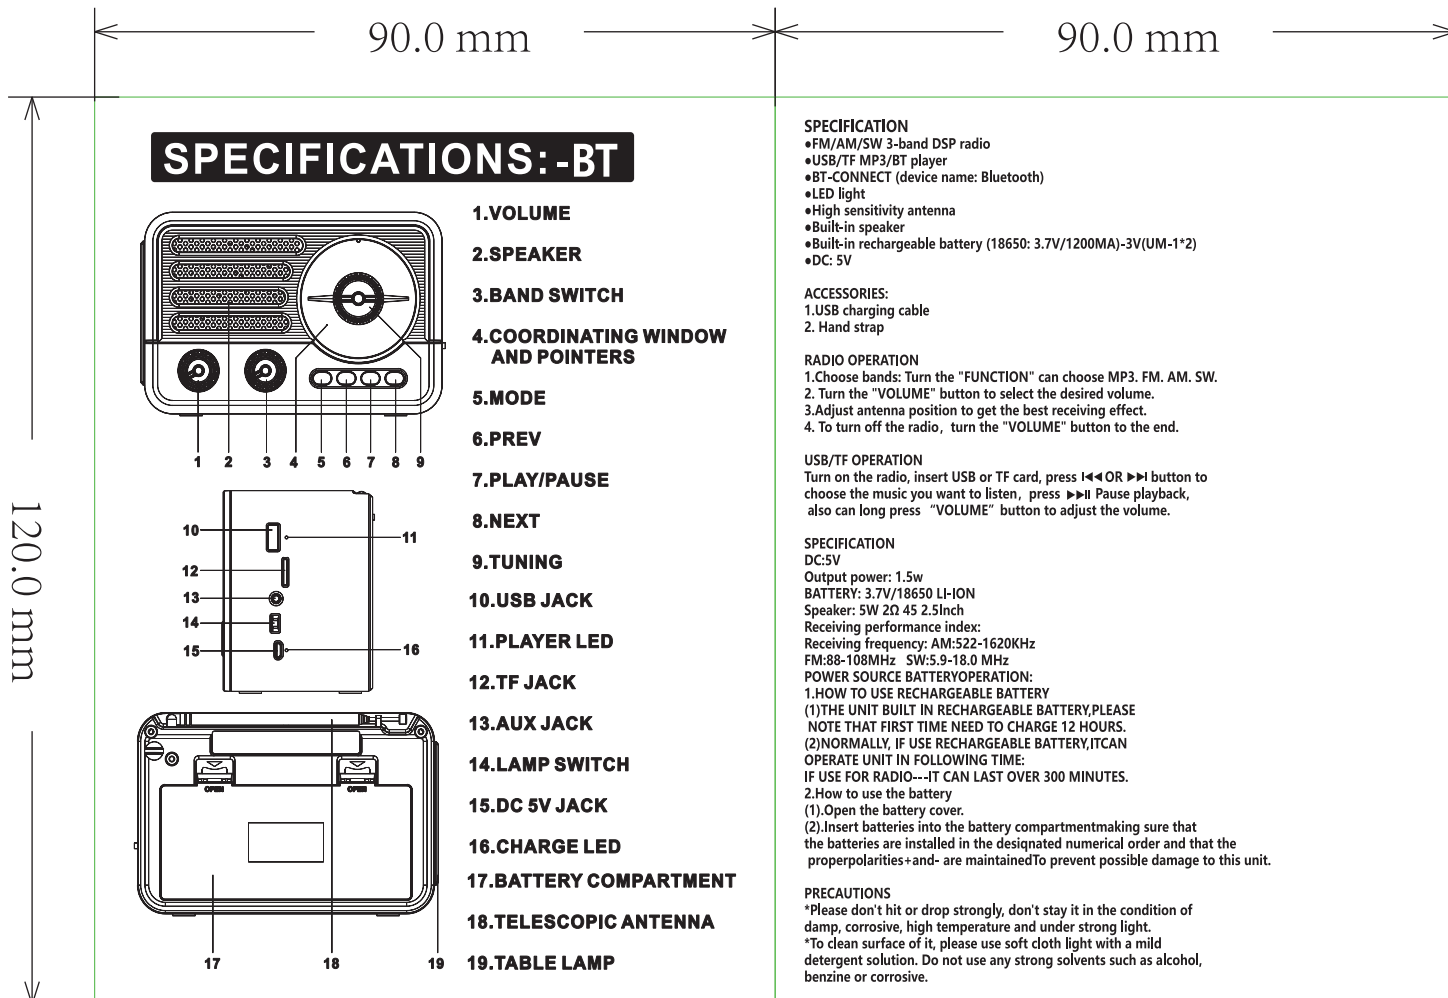 90.0 mm
90.0 mm
120.0 mm
SPECIFICATIONS:-BT
1.VOLUME
2.SPEAKER
3.BAND SWITCH
4.COORDINATING WINDOW
AND POINTERS
5.MODE
6.PREV
7.PLAY/PAUSE
8.NEXT
9.TUNING
10.USB JACK
11.PLAYER LED
12.TF JACK
13.AUX JACK
14.LAMP SWITCH
15.DC 5V JACK
16.CHARGE LED
17.BATTERY COMPARTMENT
18.TELESCOPIC ANTENNA
19.TABLE LAMP
1 2 3 4 5 6 7 8 9
10
11
12
13
14
15
16
OPEN
OPEN
17 18 19
SPECIFICATION
●FM/AM/SW 3-band DSP radio
●USB/TF MP3/BT player
●BT-CONNECT (device name: Bluetooth)
●LED light
●High sensitivity antenna
●Built-in speaker
●Built-in rechargeable battery (18650: 3.7V/1200MA)-3V(UM-1*2)
●DC: 5V
ACCESSORIES:
1.USB charging cable
2. Hand strap
RADIO OPERATION
1.Choose bands: Turn the "FUNCTION" can choose MP3. FM. AM. SW.
2. Turn the "VOLUME" button to select the desired volume.
3.Adjust antenna position to get the best receiving effect.
4. To turn off the radio, turn the "VOLUME" button to the end.
USB/TF OPERATION
Turn on the radio, insert USB or TF card, press I◀◀ OR ▶▶I button to
choose the music you want to listen, press ▶▶II Pause playback,
also can long press “VOLUME” button to adjust the volume.
SPECIFICATION
DC:5V
Output power: 1.5w
BATTERY: 3.7V/18650 LI-ION
Speaker: 5W 2Ω 45 2.5Inch
Receiving performance index:
Receiving frequency: AM:522-1620KHz
FM:88-108MHz SW:5.9-18.0 MHz
POWER SOURCE BATTERYOPERATION:
1.HOW TO USE RECHARGEABLE BATTERY
(1)THE UNIT BUILT IN RECHARGEABLE BATTERY,PLEASE
NOTE THAT FIRST TIME NEED TO CHARGE 12 HOURS.
(2)NORMALLY, IF USE RECHARGEABLE BATTERY,ITCAN
OPERATE UNIT IN FOLLOWING TIME:
IF USE FOR RADIO---IT CAN LAST OVER 300 MINUTES.
2.How to use the battery
(1).Open the battery cover.
(2).Insert batteries into the battery compartmentmaking sure that
the batteries are installed in the desiqnated numerical order and that the
properpolarities+and- are maintainedTo prevent possible damage to this unit.
PRECAUTIONS
*Please don't hit or drop strongly, don't stay it in the condition of
damp, corrosive, high temperature and under strong light.
*To clean surface of it, please use soft cloth light with a mild
detergent solution. Do not use any strong solvents such as alcohol,
benzine or corrosive.